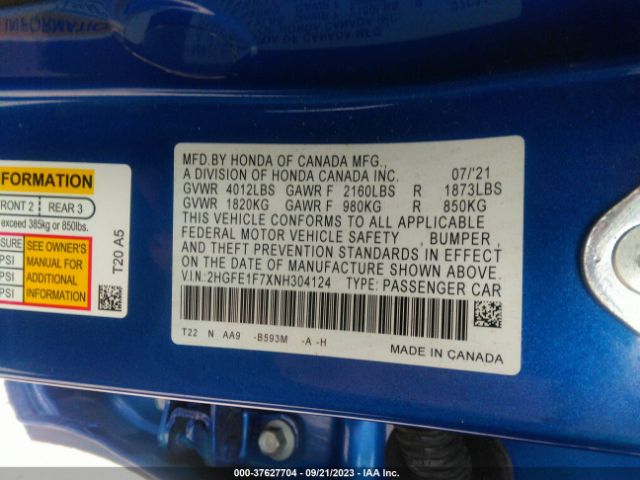 INFORMATION
FRONT 2 REAR 3
exceed 385kg or 850lbs.
SEE OWNER'S
MANUAL FOR
ADDITIONAL
INFORMATION
PSI
PSI
PSI
T20 A5
MFD.BY HONDA OF CANADA MFG.,
A DIVISION OF HONDA CANADA INC. 07/'21
GVWR 4012LBS GAWR F 2160LBS R 1873LBS
GVWR 1820KG GAWR F 980KG R 850KG
THIS VEHICLE CONFORMS TO ALL APPLICABLE
FEDERAL MOTOR VEHICLE SAFETY , BUMPER ,
AND THEFT PREVENTION STANDARDS IN EFFECT
ON THE DATE OF MANUFACTURE SHOWN ABOVE.
V.I.N:2HGFE1F7XNH304124 TYPE: PASSENGER CAR
T22 N AA9 -B593M -A -H
MADE IN CANADA
000-37627704 - 09/21/2023 - IAA Inc.